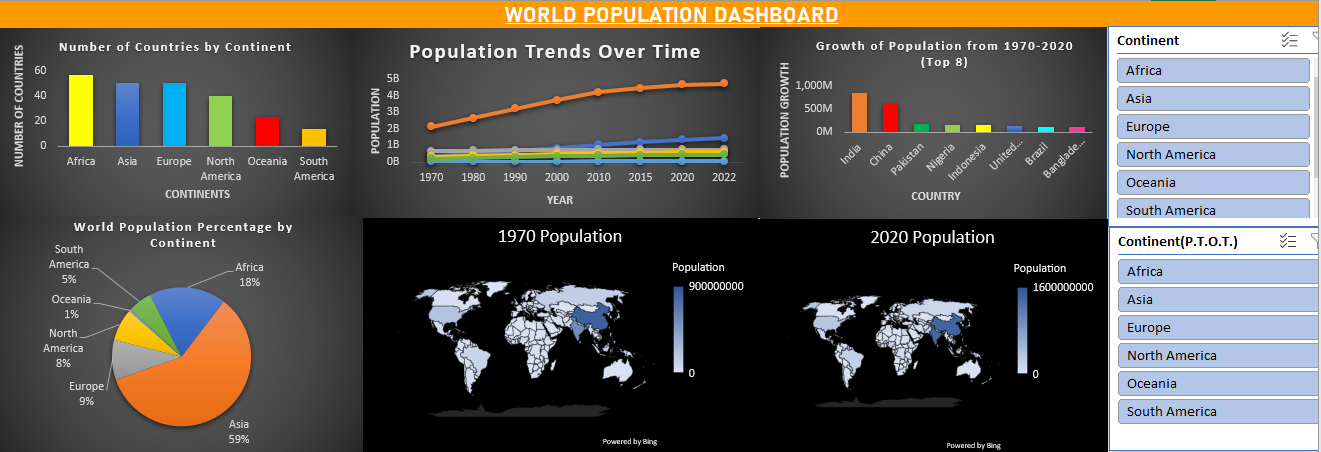 WORLD POPULATION DASHBOARD
Number of Countries by Continent
NUMBER OF COUNTRIES
60
40
20
0
Africa
Asia
Europe
North
America
Oceania
South
America
CONTINENTS
Population Trends Over Time
POPULATION
5B
4B
3B
2B
1B
0B
1970
1980
1990
2000
2010
2015
2020
2022
YEAR
Growth of Population from 1970-2020
(Top 8)
POPULATION GROWTH
1,000M
500M
0M
India
China
Pakistan
Nigeria
Indonesia
United...
Brazil
Banglade...
COUNTRY
Continent
Africa
Asia
Europe
North America
Oceania
South America
World Population Percentage by
Continent
South
America
5%
Africa
18%
Oceania
1%
North
America
8%
Europe
9%
Asia
59%
1970 Population
Population
900000000
0
Powered by Bing
2020 Population
Population
1600000000
0
Powered by Bing
Continent(P.T.O.T.)
Africa
Asia
Europe
North America
Oceania
South America